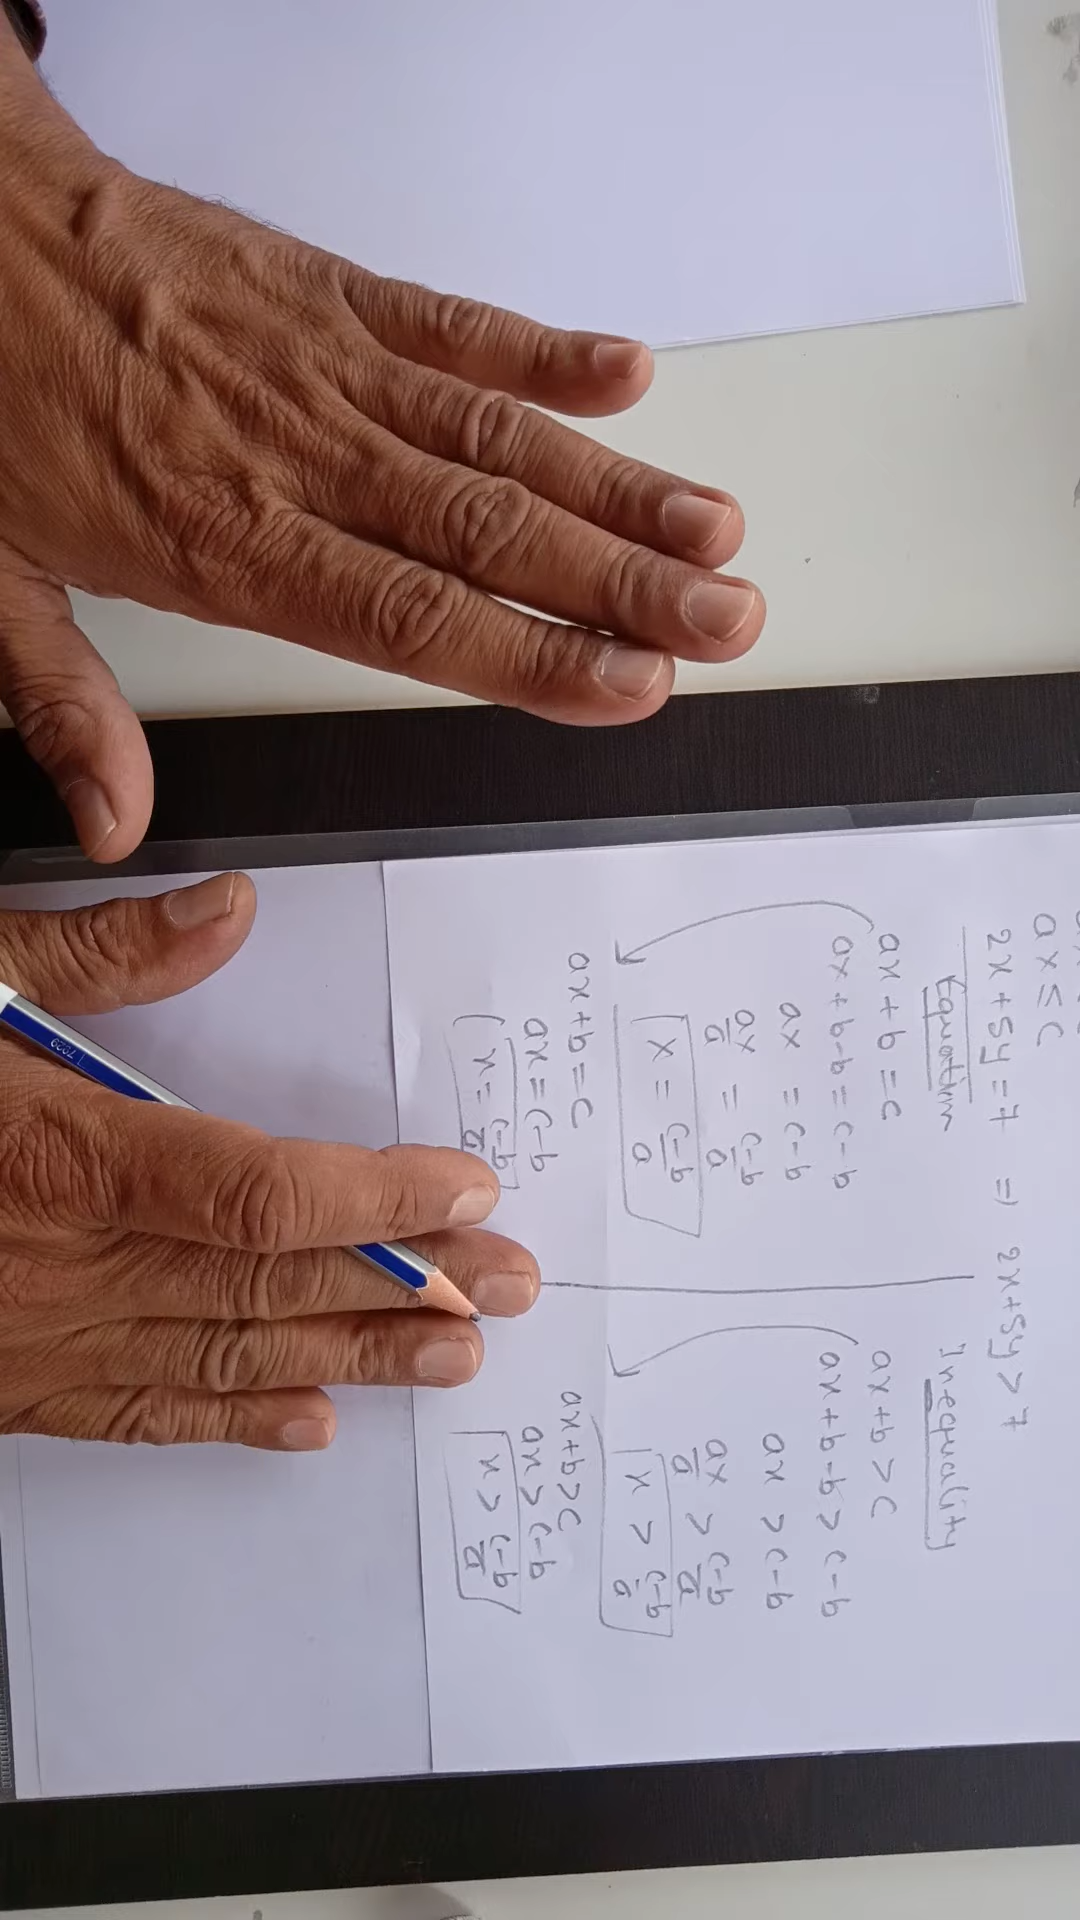 ax ≤ c
2x+5y=7 ⇒ 2x+5y>7
Equation
ax+b=c
ax+b-b=c-b
ax = c-b
ax/a = c-b/a
x = c-b/a
ax+b=c
ax=c-b
x=c-b/a
Inequality
ax+b>c
ax+b-b>c-b
ax > c-b
ax/a > c-b/a
x > c-b/a
ax+b>c
ax>c-b
x > c-b/a
7029